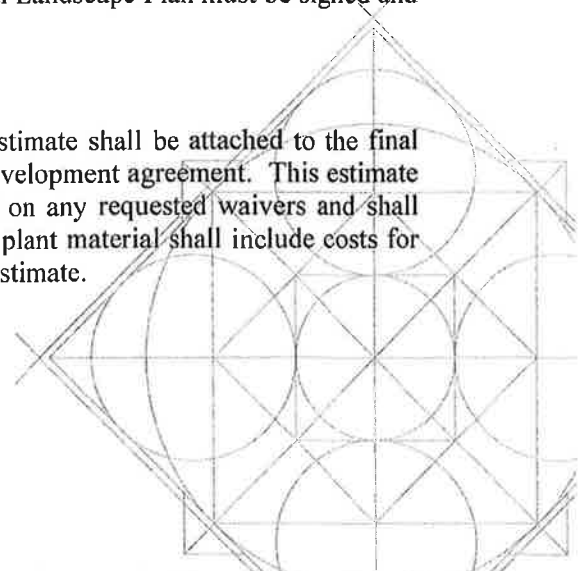 Landscape Plan must be signed and
stimate shall be attached to the final
velopment agreement. This estimate
on any requested waivers and shall
plant material shall include costs for
stimate.